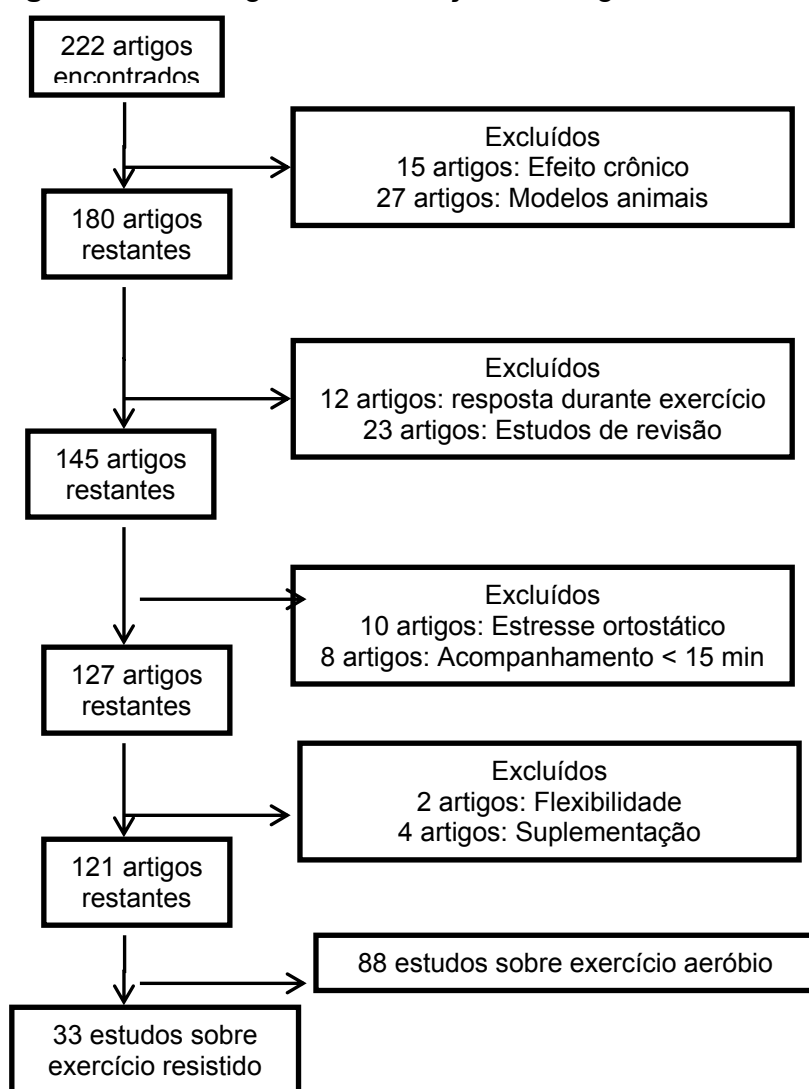 222 artigos
encontrados
Excluídos
15 artigos: Efeito crônico
27 artigos: Modelos animais
180 artigos
restantes
Excluídos
12 artigos: resposta durante exercício
23 artigos: Estudos de revisão
145 artigos
restantes
Excluídos
10 artigos: Estresse ortostático
8 artigos: Acompanhamento < 15 min
127 artigos
restantes
Excluídos
2 artigos: Flexibilidade
4 artigos: Suplementação
121 artigos
restantes
88 estudos sobre exercício aeróbio
33 estudos sobre
exercício resistido